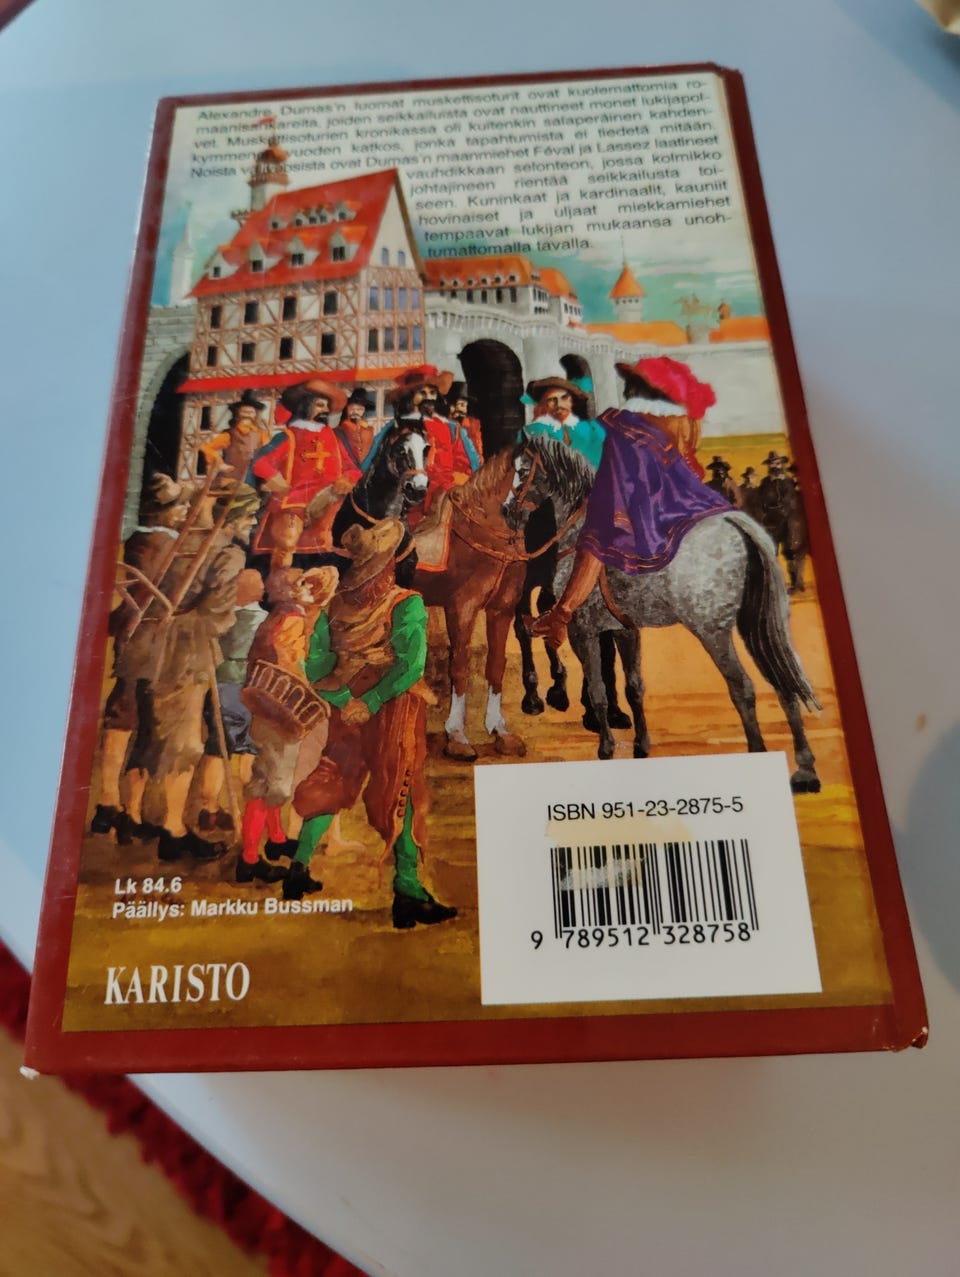 Alexandre Dumas'n luomat muskettisoturit ovat kuolemattomia ro-
maanisankareita, joiden seikkailuista ovat nauttineet monet lukijapol-
vet. Muskettisoturien kronikassa oli kuitenkin salaperäinen kahden-
kymmenen vuoden katkos, jonka tapahtumista ei tiedetä mitään.
Noista välivuosista ovat Dumas'n maanmiehet Féval ja Lassez laatineet
vauhdikkaan selonteon, jossa kolmikko
johtajineen rientää seikkailusta toi-
seen. Kuninkaat ja kardinaalit, kauniit
hovinaiset ja uljaat miekkamiehet
tempaavat lukijan mukaansa unoh-
tumattomalla tavalla.
ISBN 951-23-2875-5
9 789512 328758
Lk 84.6
Päällys: Markku Bussman
KARISTO